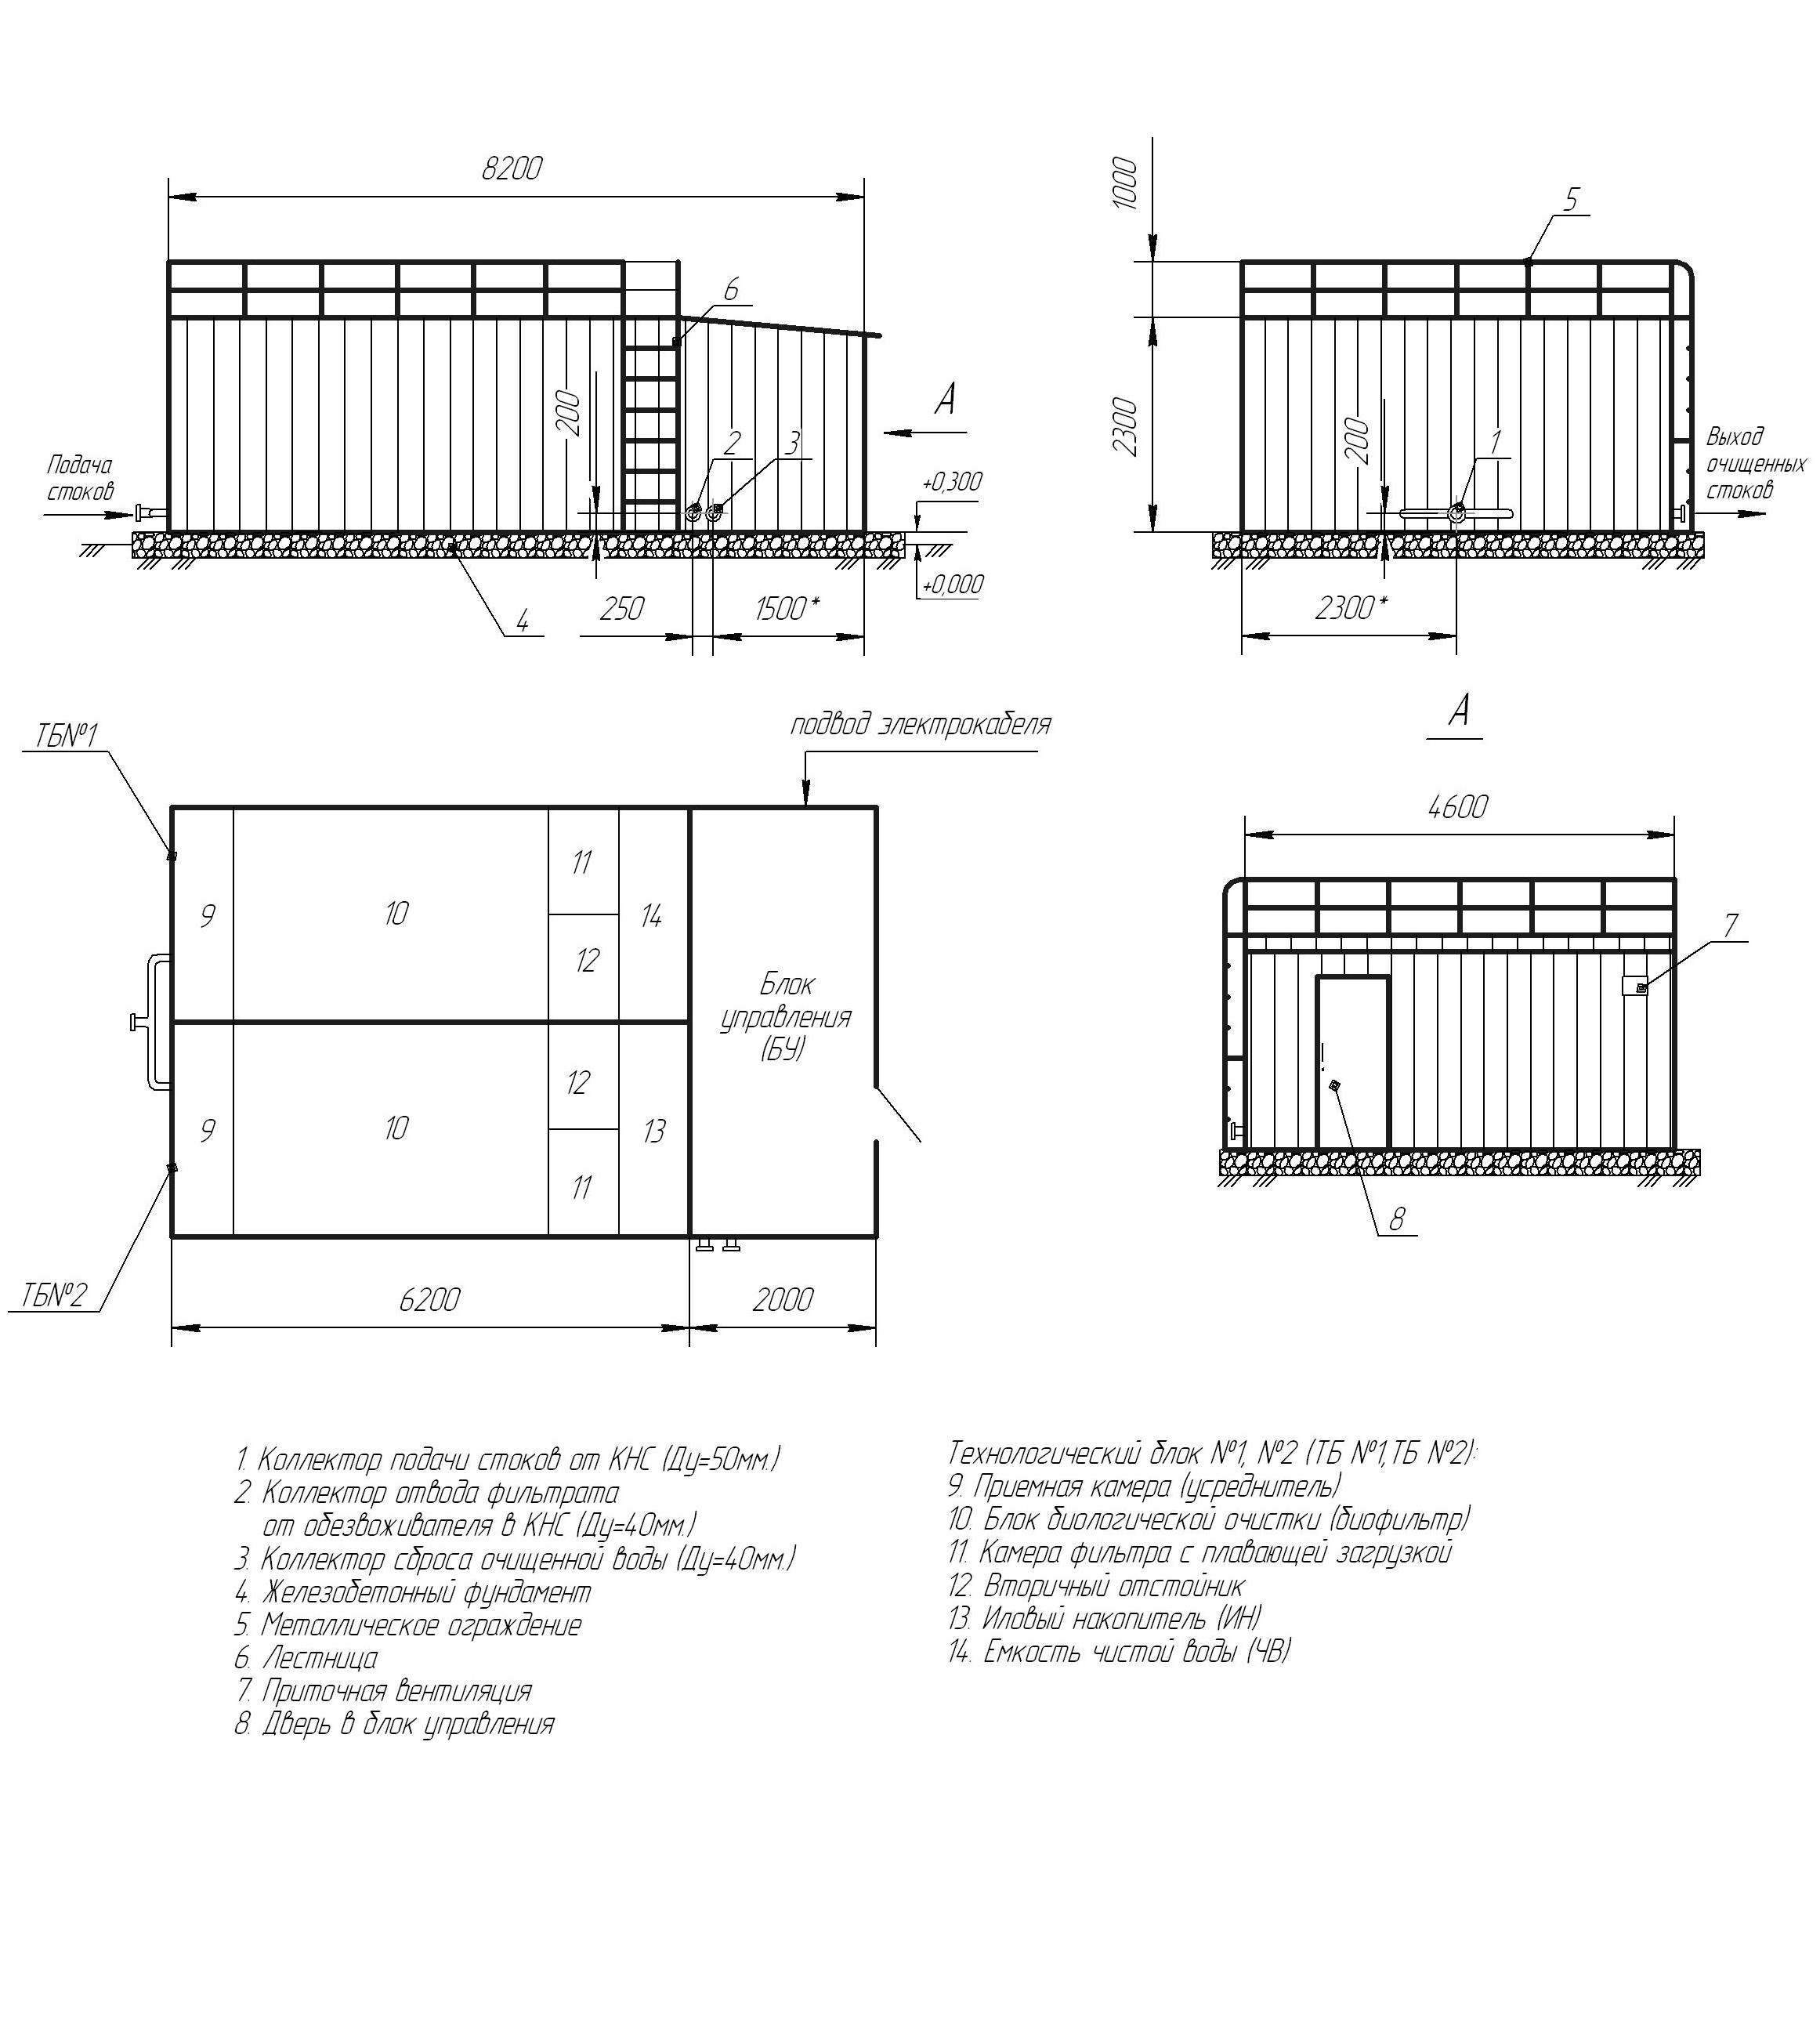 8200
1000
5
6
2300
200
2
3
А
+0,300
200
1
Подача
стоков
Выход
очищенных
стоков
+0,000
4
250
1500*
2300*
ТБ№1
подвод электрокабеля
А
4600
9
10
11
12
14
7
Блок
управления
(БУ)
9
10
12
11
13
8
ТБ№2
6200
2000
1. Коллектор подачи стоков от КНС (Ду=50мм.)
2. Коллектор отвода фильтрата
от обезвоживателя в КНС (Ду=40мм.)
3. Коллектор сброса очищенной воды (Ду=40мм.)
4. Железобетонный фундамент
5. Металлическое ограждение
6. Лестница
7. Приточная вентиляция
8. Дверь в блок управления
Технологический блок №1, №2 (ТБ №1,ТБ №2):
9. Приемная камера (усреднитель)
10. Блок биологической очистки (биофильтр)
11. Камера фильтра с плавающей загрузкой
12. Вторичный отстойник
13. Иловый накопитель (ИН)
14. Емкость чистой воды (ЧВ)